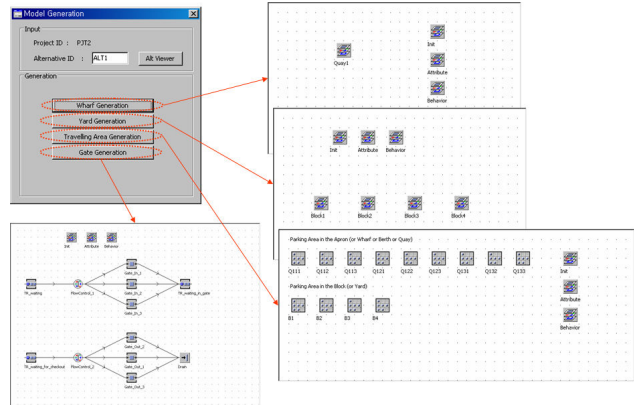 Model Generation
Input
Project ID : PJT2
Alternative ID : ALT1 Alt Viewer
Generation
Wharf Generation
Yard Generation
Travelling Area Generation
Gate Generation
Quay1
Init
Attribute
Behavior
Init Attribute Behavior
Block1 Block2 Block3 Block4
Parking Area in the Apron (or Wharf or Berth or Quay)
Q111 Q112 Q113 Q121 Q122 Q123 Q131 Q132 Q133
Init
Parking Area in the Block (or Yard)
Attribute
B1 B2 B3 B4
Behavior
Init Attribute Behavior
Gate_In_1
TR_waiting FlowControl_1 Gate_In_2 TR_waiting_in_gate
Gate_In_3
Gate_Out_1
TR_waiting_for_checkout FlowControl_2 Gate_Out_2 Drain
Gate_Out_3